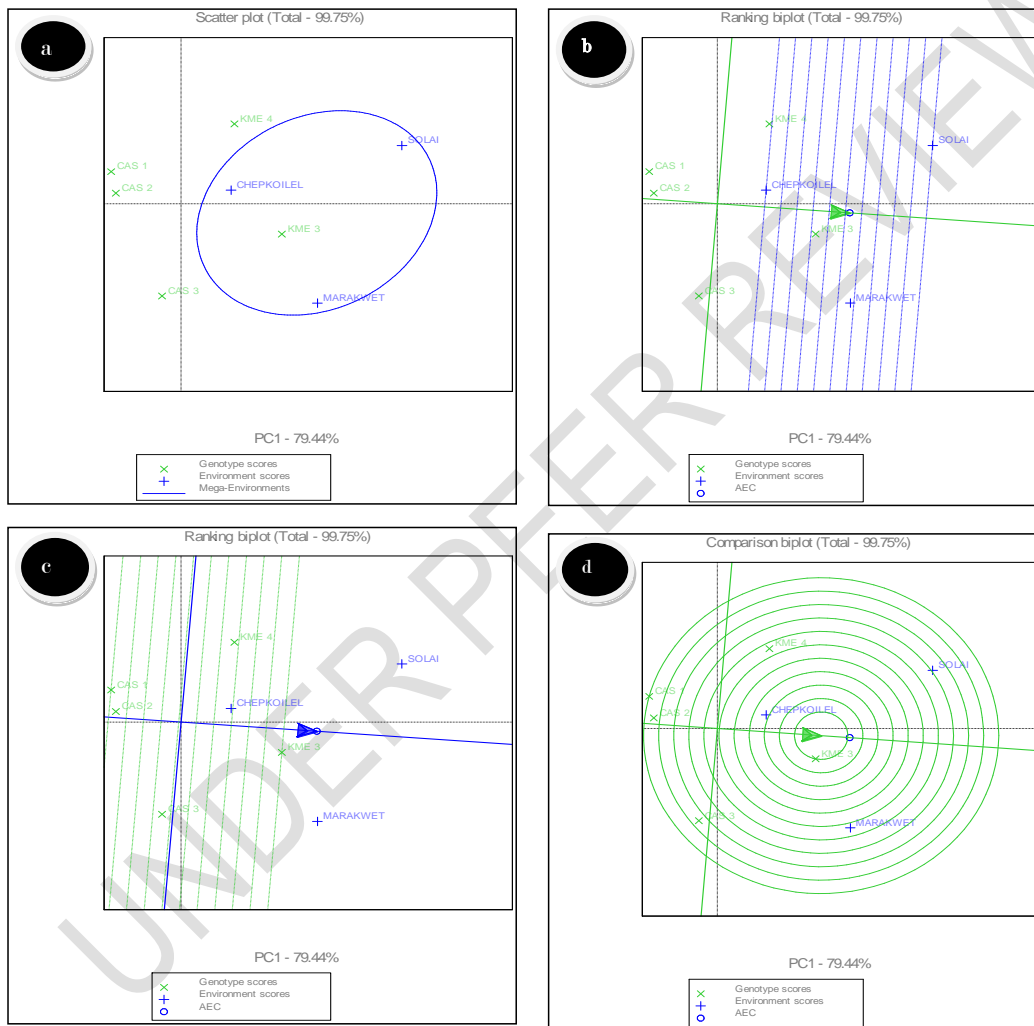 a
Scatter plot (Total - 99.75%)
KME 4
SOLAI
CAS 1
CAS 2
CHEPKOILEL
KME 3
CAS 3
MARAKWET
PC1 - 79.44%
Genotype scores
Environment scores
Mega-Environments
b
Ranking biplot (Total - 99.75%)
KME 4
SOLAI
CAS 1
CAS 2
CHEPKOILEL
KME 3
CAS 3
MARAKWET
PC1 - 79.44%
Genotype scores
Environment scores
AEC
c
Ranking biplot (Total - 99.75%)
KME 4
SOLAI
CAS 1
CAS 2
CHEPKOILEL
KME 3
CAS 3
MARAKWET
PC1 - 79.44%
Genotype scores
Environment scores
AEC
d
Comparison biplot (Total - 99.75%)
KME 4
SOLAI
CAS 1
CAS 2
CHEPKOILEL
KME 3
CAS 3
MARAKWET
PC1 - 79.44%
Genotype scores
Environment scores
AEC
UNDER PEER REVIEW